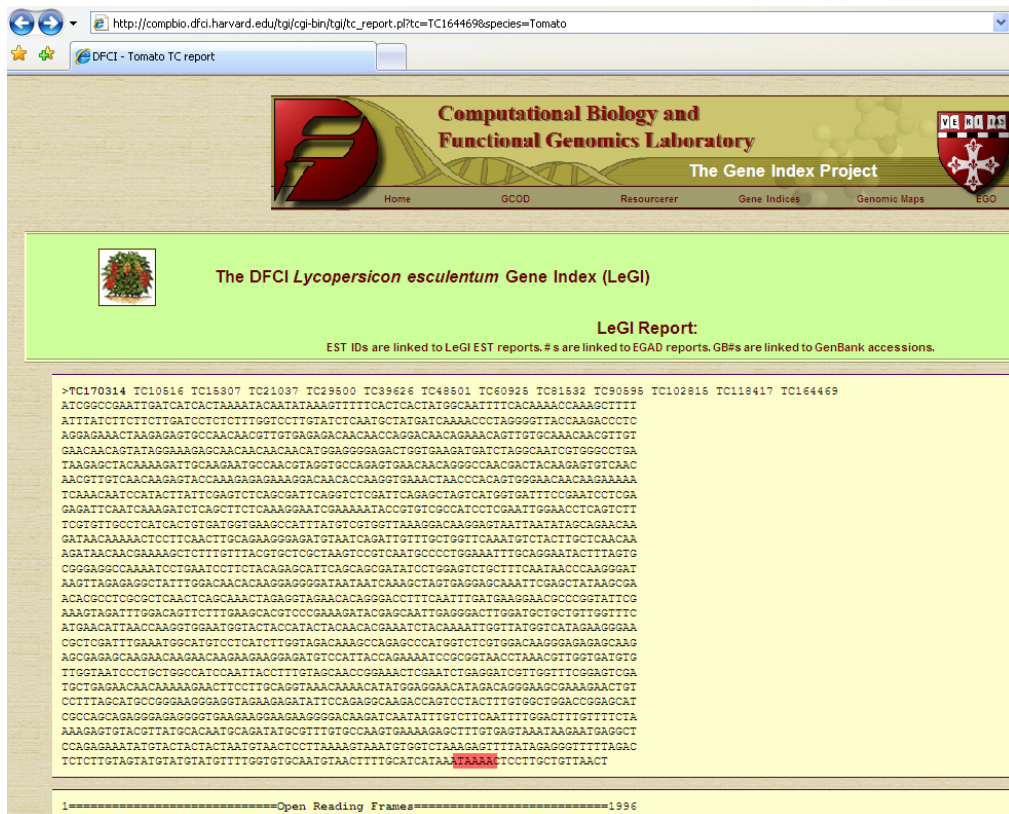 http://compbio.dfci.harvard.edu/tgi/cgi-bin/tgi/tc_report.pl?tc=TC164469&species=Tomato
DFCI - Tomato TC report
Computational Biology and
Functional Genomics Laboratory
VE RI TAS
The Gene Index Project
Home GCOD Resourcerer Gene Indices Genomic Maps EGO
The DFCI Lycopersicon esculentum Gene Index (LeGI)
LeGI Report:
EST IDs are linked to LeGI EST reports. #s are linked to EGAD reports. GB#s are linked to GenBank accessions.
>TC170314 TC10516 TC15307 TC21037 TC29500 TC39626 TC48501 TC60925 TC81532 TC90595 TC102815 TC118417 TC164469
ATCGGCCGAATTGATCATCACTAAAATACAATATAAAGTTTTTCACTCACTATGGCAATTTTCACAAAACCAAAGCTTTT
ATTTATCTTCTTCTTGATCCTCTCTTTGGTCCTTGTATCTCAATGCTATGATCAAAACCCTAGGGGTTACCAAGACCCTC
AGGAGAAACTAAGAGAGTGCCAACAACGTTGTGAGAGACAACAACCAGGACAACAGAAACAGTTGTGCAAACAACGTTGT
GAACAACAGTATAGGAAAGAGCAACAACAACAACATGGAGGGGAGACTGGTGAAGATGATCTAGGCAATCGTGGGCCTGA
TAAGAGCTACAAAAGATTGCAAGAATGCCAACGTAGGTGCCAGAGTGAACAACAGGGCCAACGACTACAAGAGTGTCAAC
AACGTTGTCAACAAGAGTACCAAAGAGAGAAAGGACAACACCAAGGTGAAACTAACCCACAGTGGGAACAACAAGAAAAA
TCAAACAATCCATACTTATTCGAGTCTCAGCGATTCAGGTCTCGATTCAGAGCTAGTCATGGTGATTTCCGAATCCTCGA
GAGATTCAATCAAAGATCTCAGCTTCTCAAAGGAATCGAAAAATACCGTGTCGCCATCCTCGAATTGGAACCTCAGTCTT
TCGTGTTGCCTCATCACTGTGATGGTGAAGCCATTTATGTCGTGGTTAAAGGACAAGGAGTAATTAATATAGCAGAACAA
GATAACAAAAACTCCTTCAACTTGCAGAAGGGAGATGTAATCAGATTGTTTGCTGGTTCAAATGTCTACTTGCTCAACAA
AGATAACAACGAAAAGCTCTTTGTTTACGTGCTCGCTAAGTCCGTCAATGCCCCTGGAAATTTGCAGGAATACTTTAGTG
CGGGAGGCCAAAATCCTGAATCCTTCTACAGAGCATTCAGCAGCGATATCCTGGAGTCTGCTTTCAATAACCCAAGGGAT
AAGTTAGAGAGGCTATTTGGACAACACAAGGAGGGGATAATAATCAAAGCTAGTGAGGAGCAAATTCGAGCTATAAGCGA
ACACGCCTCGCGCTCAACTCAGCAAACTAGAGGTAGAACACAGGGACCTTTCAATTTGATGAAGGAACGCCCGGTATTCG
AAAGTAGATTTGGACAGTTCTTTGAAGCACGTCCCGAAAGATACGAGCAATTGAGGGACTTGGATGCTGCTGTTGGTTTC
ATGAACATTAACCAAGGTGGAATGGTACTACCATACTACAACACGAAATCTACAAAATTGGTTATGGTCATAGAAGGGAA
CGCTCGATTTGAAATGGCATGTCCTCATCTTGGTAGACAAAGCCAGAGCCCATGGTCTCGTGGACAAGGGAGAGAGCAAG
AGCGAGAGCAAGAACAAGAACAAGAAGAAGGAGATGTCCATTACCAGAAAATCCGCGGTAACCTAAACGTTGGTGATGTG
TTGGTAATCCCTGCTGGCCATCCAATTACCTTTGTAGCAACCGGAAACTCGAATCTGAGGATCGTTGGTTTCGGAGTCGA
TGCTGAGAACAACAAAAAGAACTTCCTTGCAGGTAAACAAAACATATGGAGGAACATAGACAGGGAAGCGAAAGAACTGT
CCTTTAGCATGCCGGGAAGGGAGGTAGAAGAGATATTCCAGAGGCAAGACCAGTCCTACTTTGTGGCTGGACCGGAGCAT
CGCCAGCAGAGGGAGAGGGGTGAAGAAGGAAGAAGGGGACAAGATCAATATTTGTCTTCAATTTTGGACTTTGTTTTCTA
AAAGAGTGTACGTTATGCACAATGCAGATATGCGTTTGTGCCAAGTGAAAAGAGCTTTGTGAGTAAATAAGAATGAGGCT
CCAGAGAAATATGTACTACTACTAATGTAACTCCTTAAAAGTAAATGTGGTCTAAAGAGTTTTATAGAGGGTTTTTAGAC
TCTCTTGTAGTATGTATGTATGTTTTGGTGTGCAATGTAACTTTTGCATCATAAATAAAACTCCTTGCTGTTAACT
1=============================Open Reading Frames===========================1996